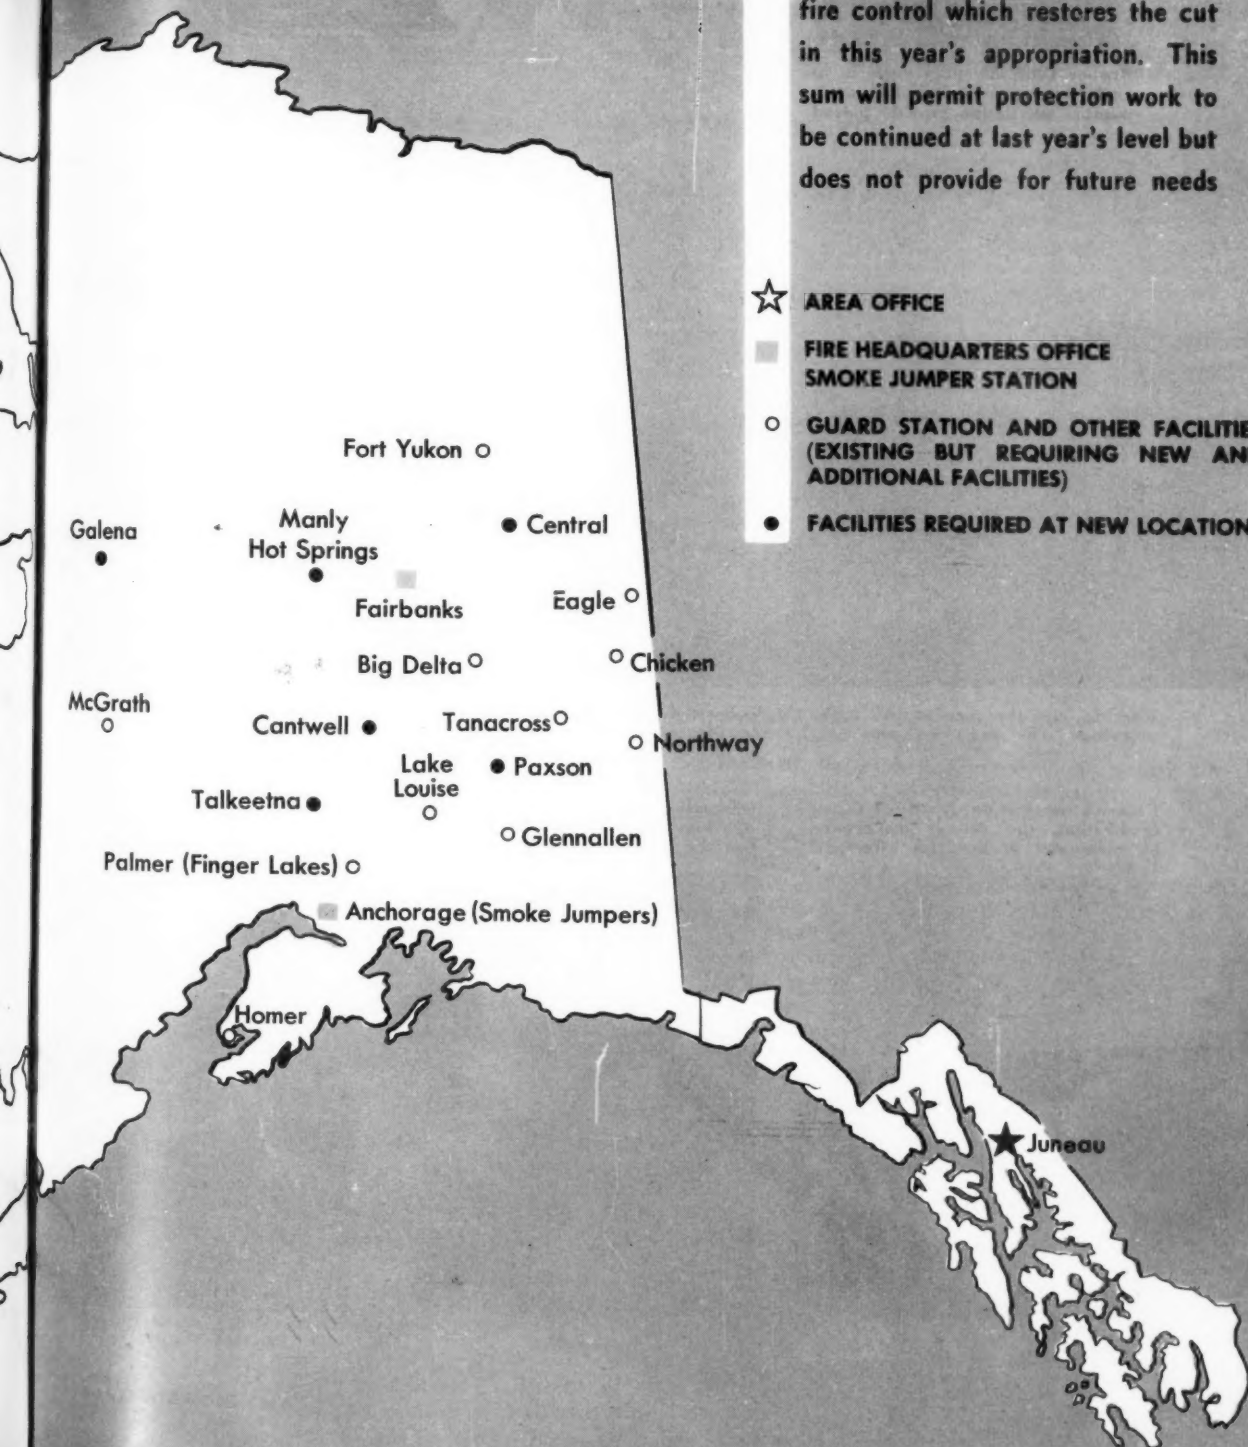 fire control which restores the cut
in this year's appropriation. This
sum will permit protection work to
be continued at last year's level but
does not provide for future needs
AREA OFFICE
FIRE HEADQUARTERS OFFICE
SMOKE JUMPER STATION
GUARD STATION AND OTHER FACILITIE
(EXISTING BUT REQUIRING NEW AN
ADDITIONAL FACILITIES)
FACILITIES REQUIRED AT NEW LOCATION
Fort Yukon
Galena
Manly
Hot Springs
Central
Fairbanks
Eagle
Big Delta
Chicken
McGrath
Cantwell
Tanacross
Northway
Lake
Louise
Paxson
Talkeetna
Glennallen
Palmer (Finger Lakes)
Anchorage (Smoke Jumpers)
Homer
Juneau